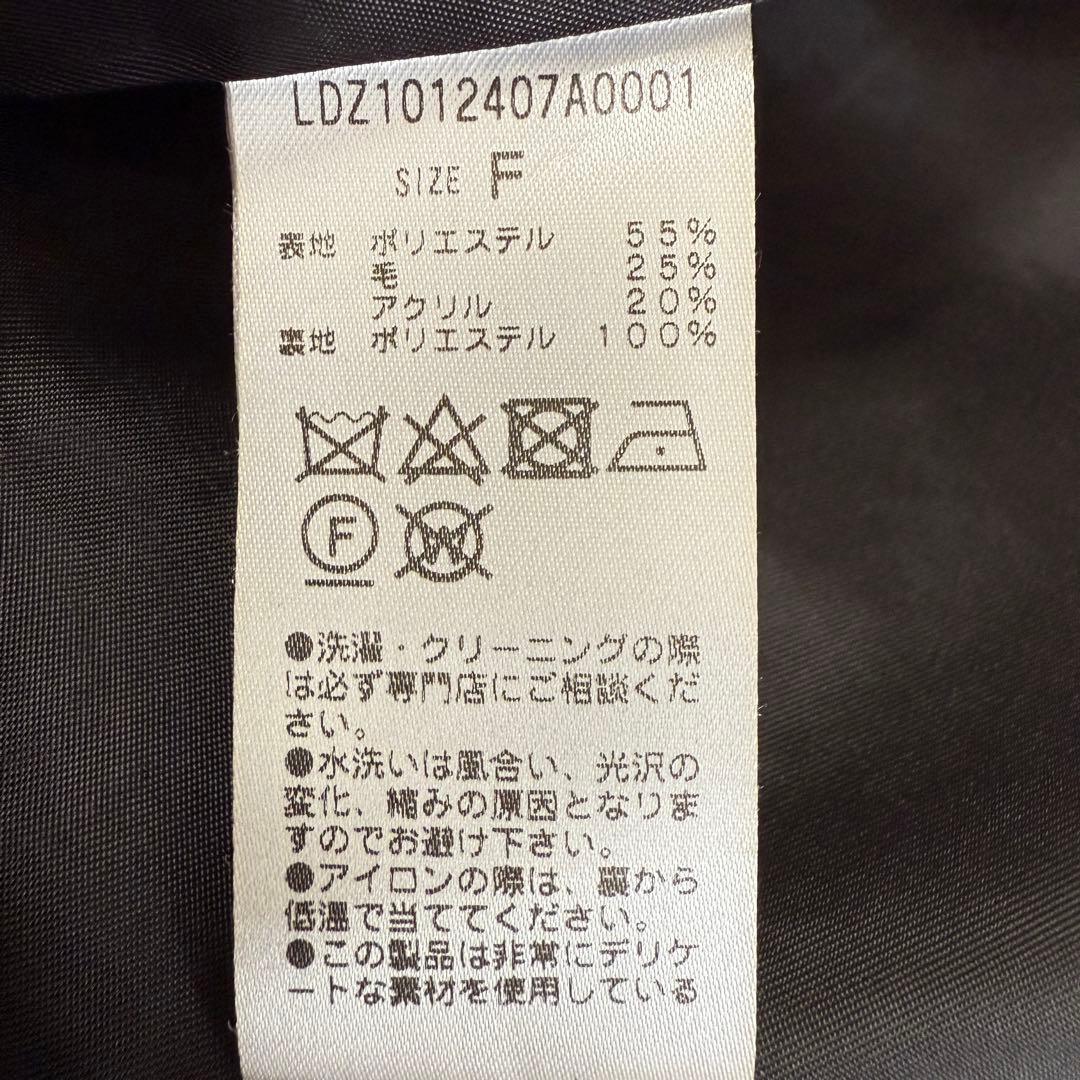 LDZ1012407A0001
SIZE F
表地 ポリエステル 55%
毛 25%
アクリル 20%
裏地 ポリエステル 100%
F
W
●洗濯・クリーニングの際
は必ず専門店にご相談くだ
さい。
●水洗いは風合い、光沢の
変化、縮みの原因となりま
すのでお避け下さい。
●アイロンの際は、裏から
低温で当ててください。
●この製品は非常にデリケ
ートな素材を使用している